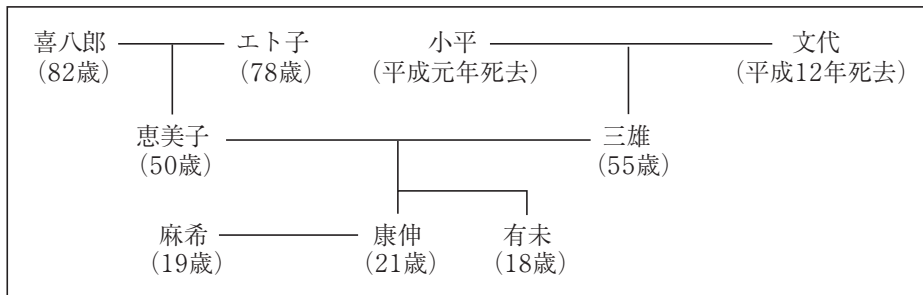 喜八郎 エト子 小平 文代
(82歳) (78歳) (平成元年死去) (平成12年死去)
恵美子 三雄
(50歳) (55歳)
麻希 康伸 有未
(19歳) (21歳) (18歳)